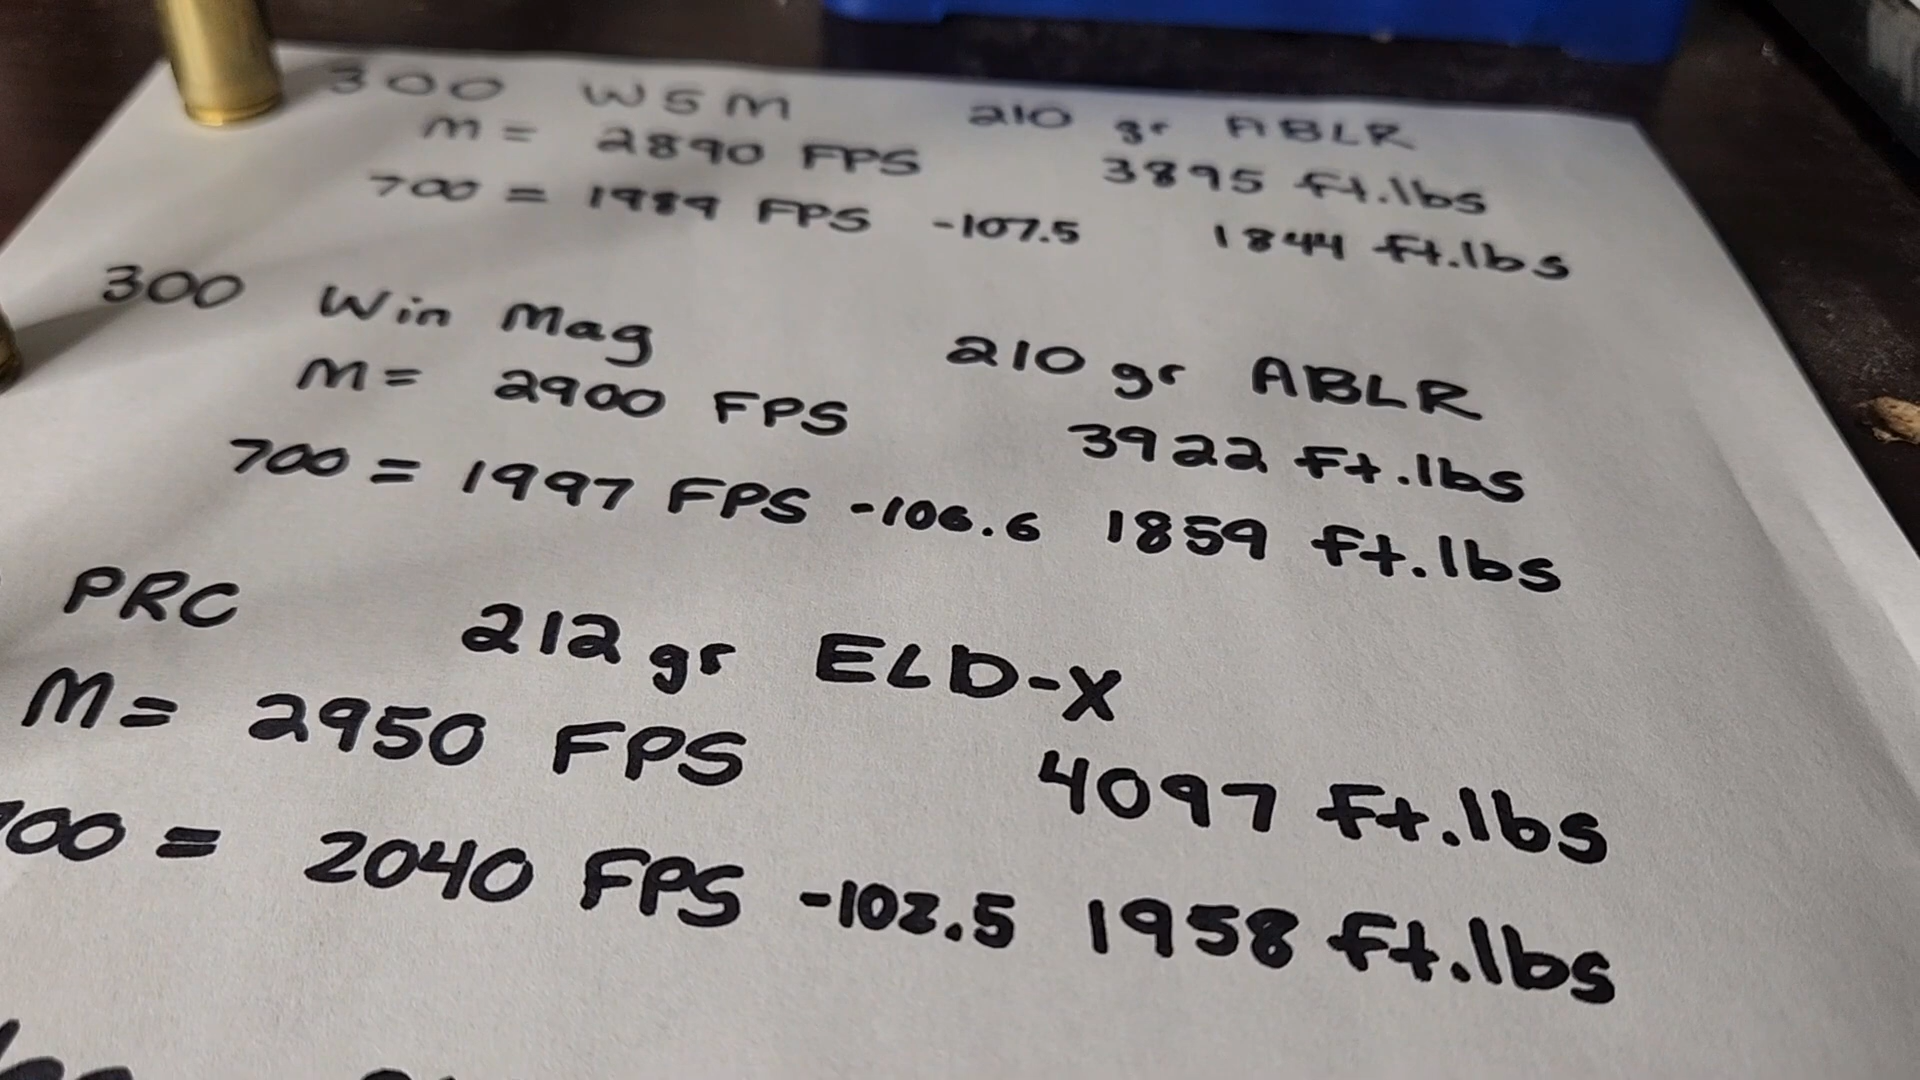 300 WSM 210 gr ABLR
M = 2890 FPS 3895 ft.lbs
700 = 1989 FPS -107.5 1844 ft.lbs
300 Win Mag 210 gr ABLR
M = 2900 FPS 3922 ft.lbs
700 = 1997 FPS -106.6 1859 ft.lbs
PRC 212 gr ELD-X
M = 2950 FPS 4097 ft.lbs
700 = 2040 FPS -102.5 1958 ft.lbs